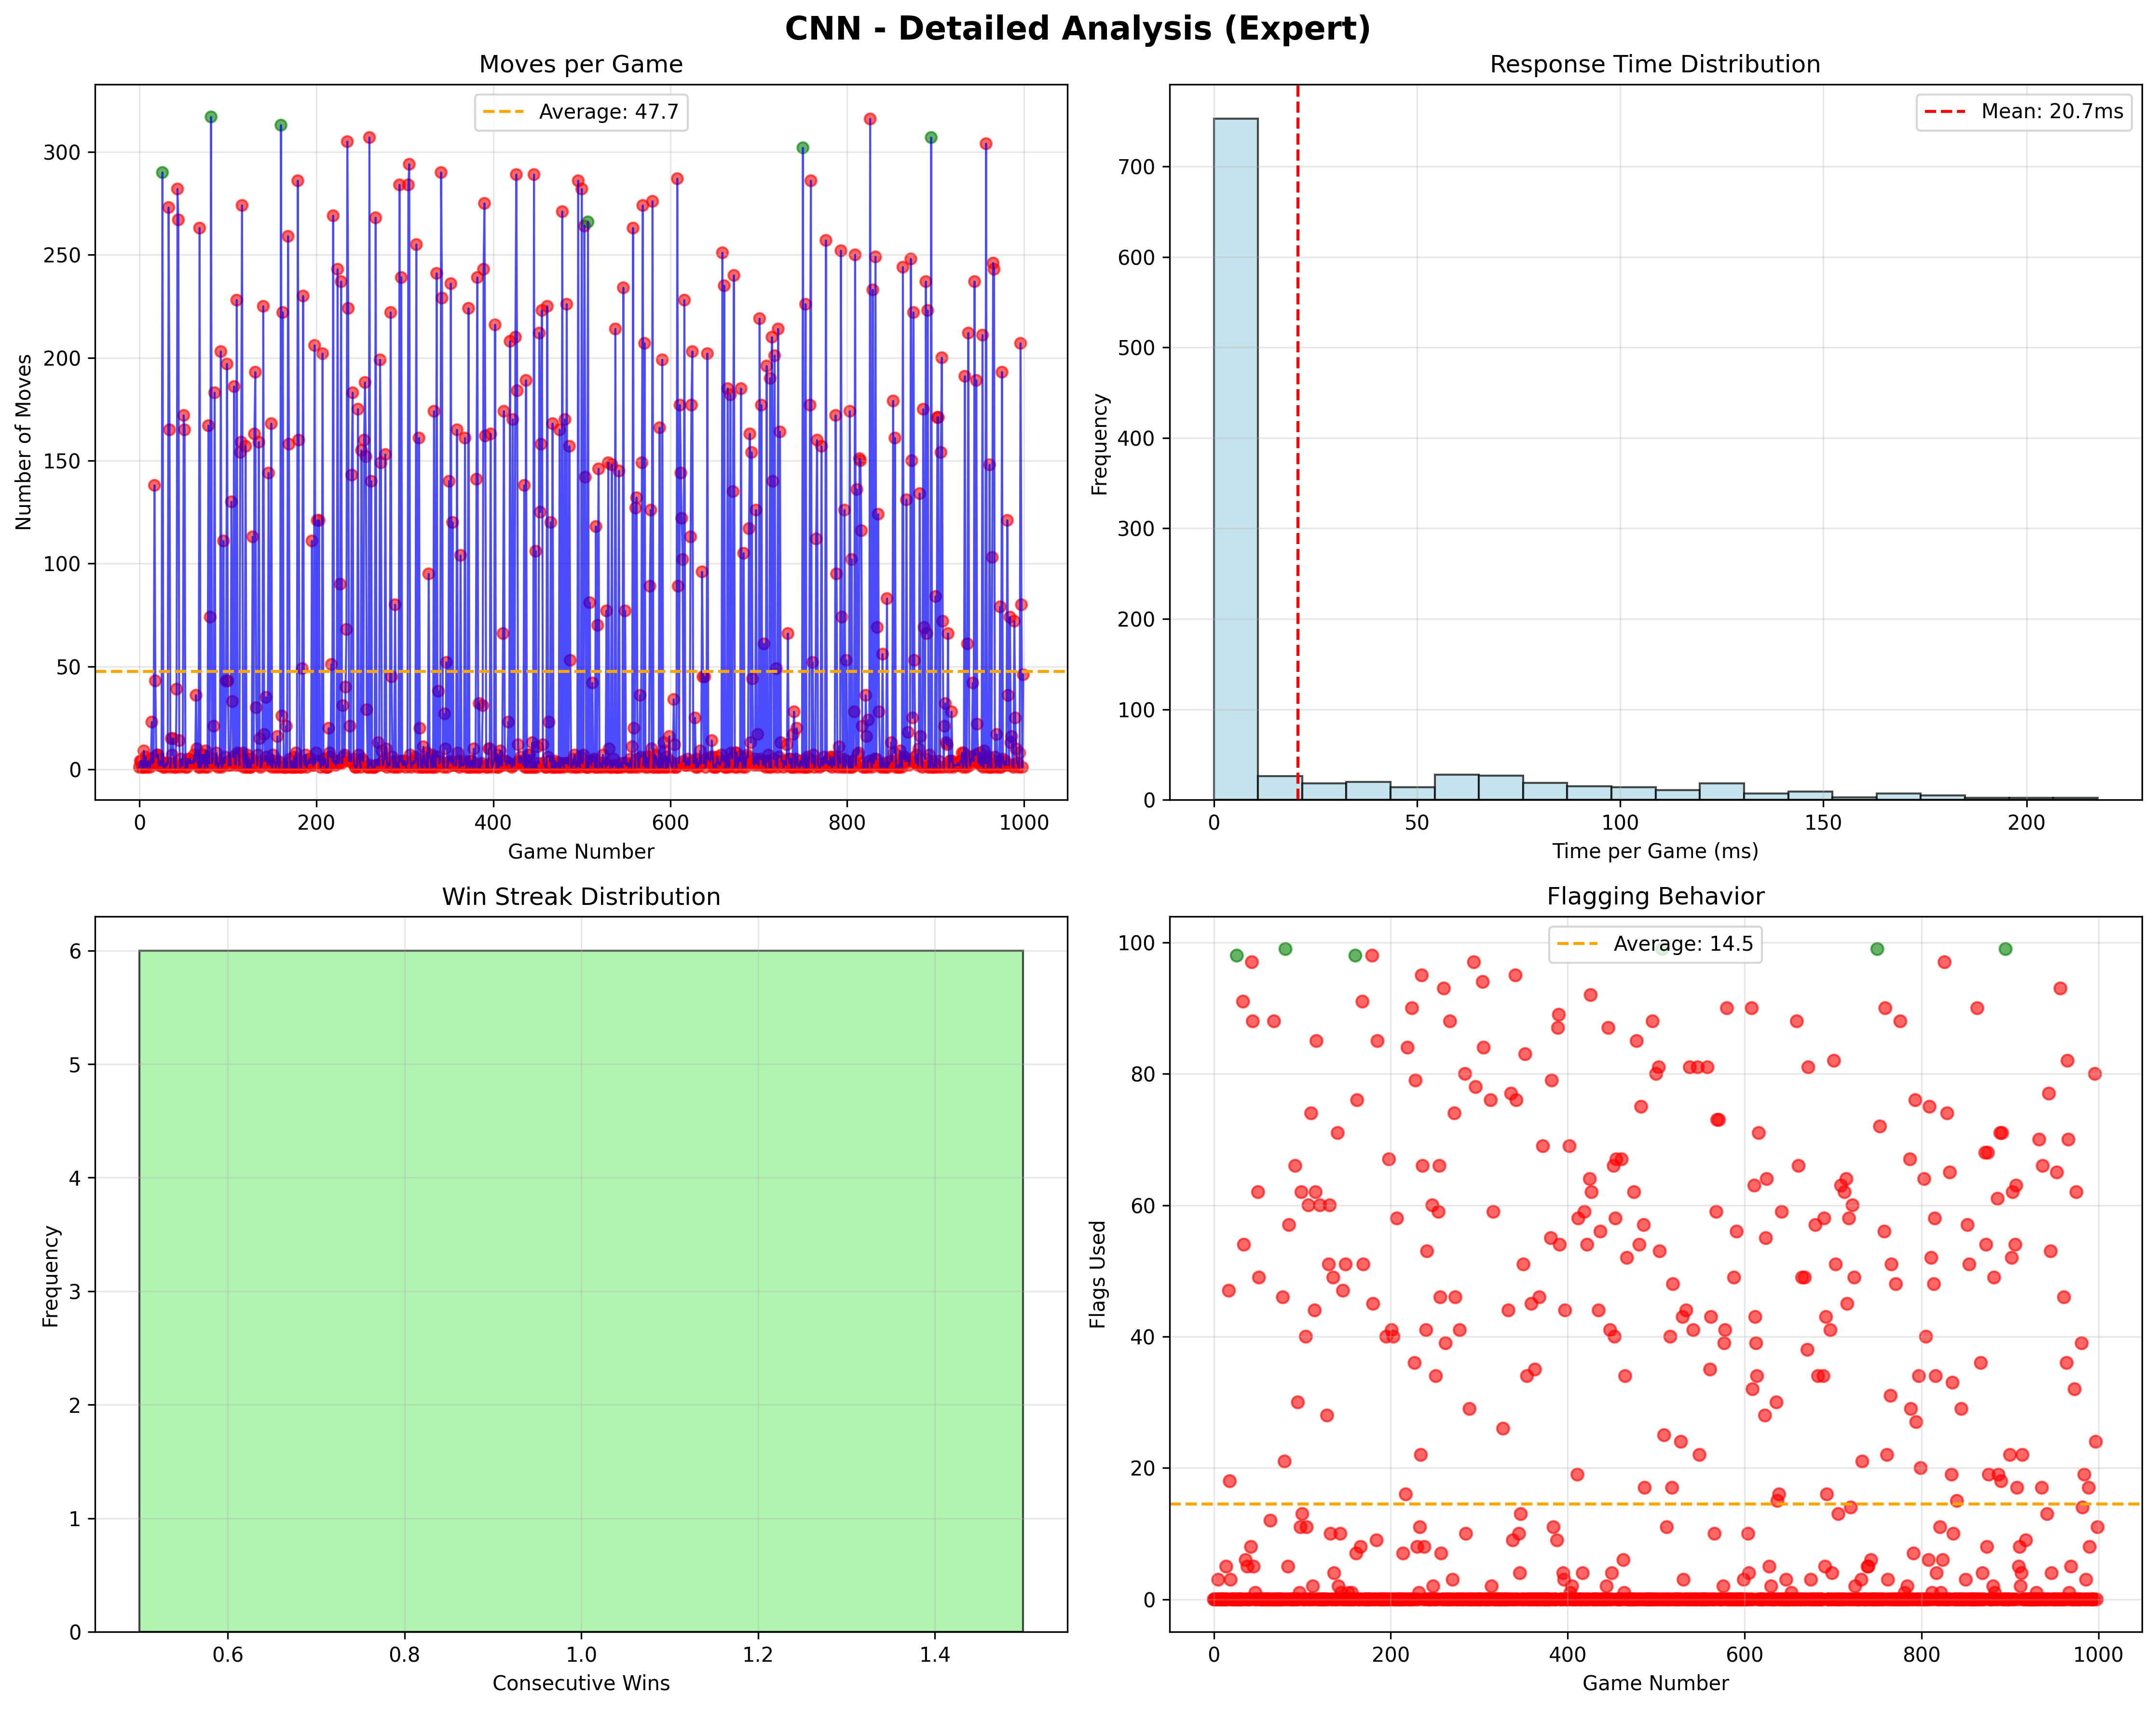 CNN - Detailed Analysis (Expert)
Moves per Game
Average: 47.7
300
250
200
150
100
50
0
Number of Moves
0 200 400 600 800 1000
Game Number
Response Time Distribution
Mean: 20.7ms
700
600
500
400
300
200
100
0
Frequency
0 50 100 150 200
Time per Game (ms)
Win Streak Distribution
6
5
4
3
2
1
0
Frequency
0.6 0.8 1.0 1.2 1.4
Consecutive Wins
Flagging Behavior
Average: 14.5
100
80
60
40
20
0
Flags Used
0 200 400 600 800 1000
Game Number